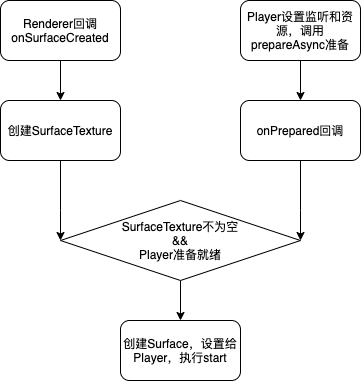 Renderer回调
onSurfaceCreated
Player设置监听和资
源，调用
prepareAsync准备
创建SurfaceTexture
onPrepared回调
SurfaceTexture不为空
&&
Player准备就绪
创建Surface，设置给
Player，执行start